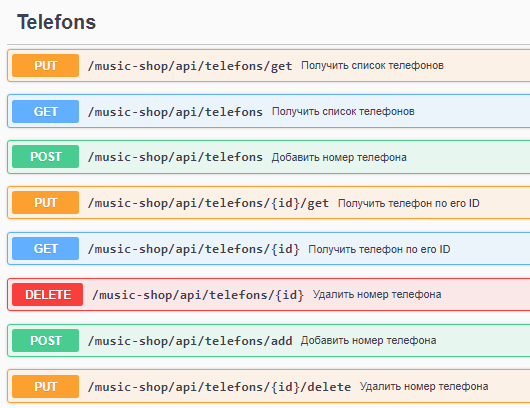 Telefons
PUT /music-shop/api/telefons/get Получить список телефонов
GET /music-shop/api/telefons Получить список телефонов
POST /music-shop/api/telefons Добавить номер телефона
PUT /music-shop/api/telefons/{id}/get Получить телефон по его ID
GET /music-shop/api/telefons/{id} Получить телефон по его ID
DELETE /music-shop/api/telefons/{id} Удалить номер телефона
POST /music-shop/api/telefons/add Добавить номер телефона
PUT /music-shop/api/telefons/{id}/delete Удалить номер телефона